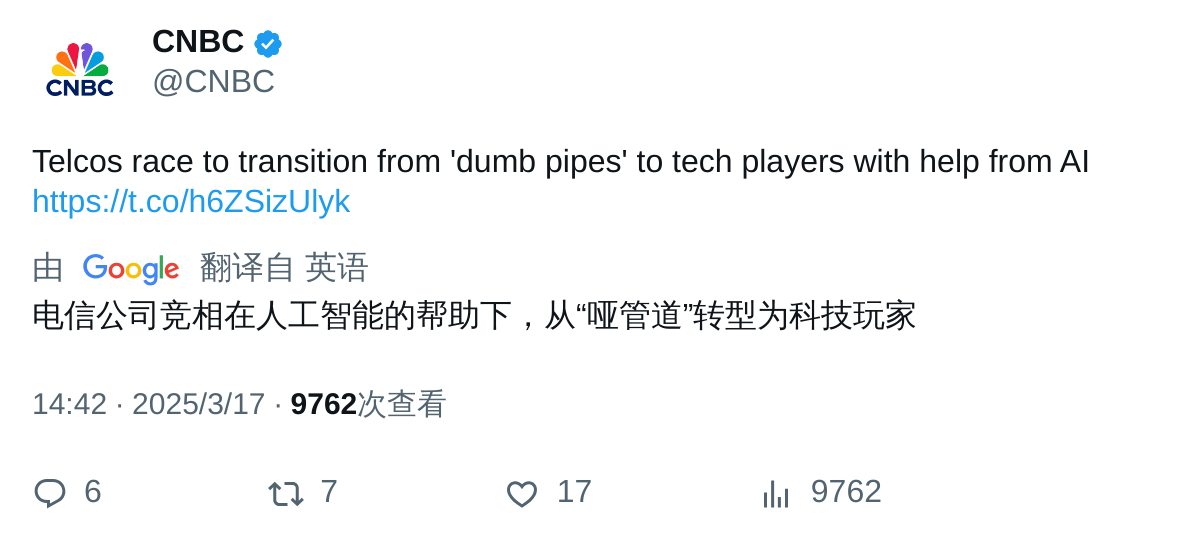 CNBC
CNBC
@CNBC
Telcos race to transition from 'dumb pipes' to tech players with help from AI
https://t.co/h6ZSizUlyk
由 Google 翻译自 英语
电信公司竞相在人工智能的帮助下，从“哑管道”转型为科技玩家
14:42 · 2025/3/17 · 9762次查看
6 7 17 9762